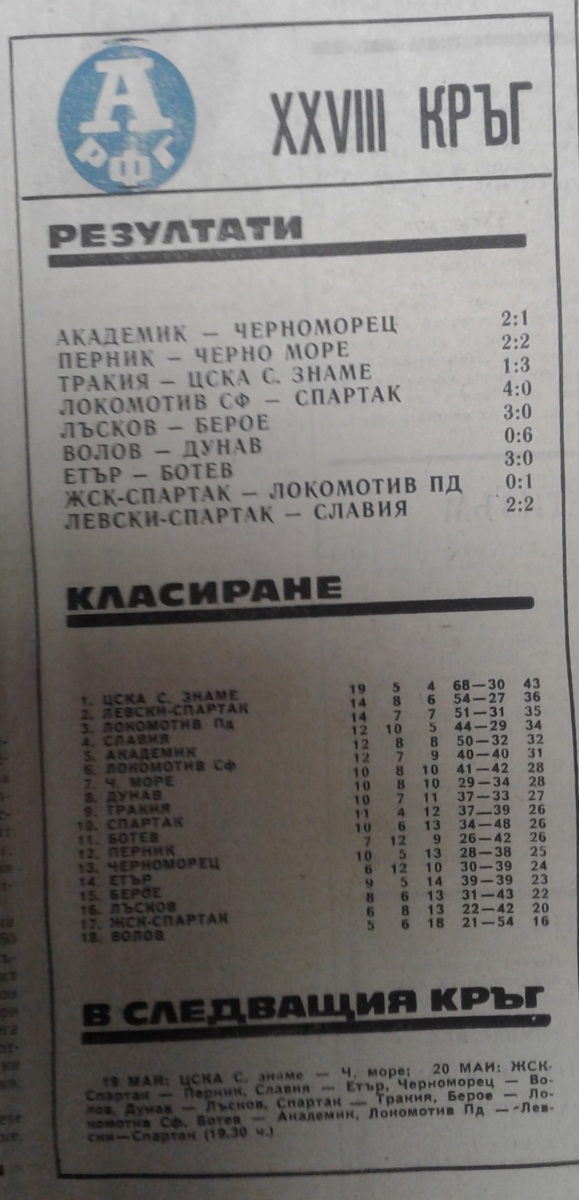 А
РФГ
XXVIII КРЪГ
РЕЗУЛТАТИ
АКАДЕМИК — ЧЕРНОМОРЕЦ 2:1
ПЕРНИК — ЧЕРНО МОРЕ 2:2
ТРАКИЯ — ЦСКА С. ЗНАМЕ 1:3
ЛОКОМОТИВ СФ — СПАРТАК 4:0
ЛЪСКОВ — БЕРОЕ 3:0
ВОЛОВ — ДУНАВ 0:6
ЕТЪР — БОТЕВ 3:0
ЖСК-СПАРТАК — ЛОКОМОТИВ ПД 0:1
ЛЕВСКИ-СПАРТАК — СЛАВИЯ 2:2
КЛАСИРАНЕ
1. ЦСКА С. ЗНАМЕ 19 5 4 68—30 43
2. ЛЕВСКИ-СПАРТАК 14 8 6 54—27 36
3. ЛОКОМОТИВ Пд 14 7 7 51—31 35
4. СЛАВИЯ 12 10 5 44—29 34
5. АКАДЕМИК 12 8 8 50—32 32
6. ЛОКОМОТИВ Сф 12 7 9 40—40 31
7. Ч. МОРЕ 10 8 10 41—42 28
8. ДУНАВ 10 8 10 29—34 28
9. ТРАКИЯ 10 7 11 37—33 27
10. СПАРТАК 11 4 12 37—39 26
11. БОТЕВ 10 6 13 34—48 26
12. ПЕРНИК 7 12 9 26—42 26
13. ЧЕРНОМОРЕЦ 10 5 13 28—38 25
14. ЕТЪР 6 12 10 30—39 24
15. БЕРОЕ 9 5 14 39—39 23
16. ЛЪСКОВ 8 6 13 31—43 22
17. ЖСК-СПАРТАК 6 8 13 22—42 20
18. ВОЛОВ 5 6 18 21—54 16
В СЛЕДВАЩИЯ КРЪГ
19 МАЙ: ЦСКА С. знаме — Ч. море; 20 МАЙ: ЖСК-
Спартак — Перник, Славия — Етър, Черноморец — Во-
лов, Дунав — Лъсков, Спартак — Тракия, Берое — Ло-
комотив Сф, Ботев — Академик, Локомотив Пд — Лев-
ски—Спартак (19.30 ч.)